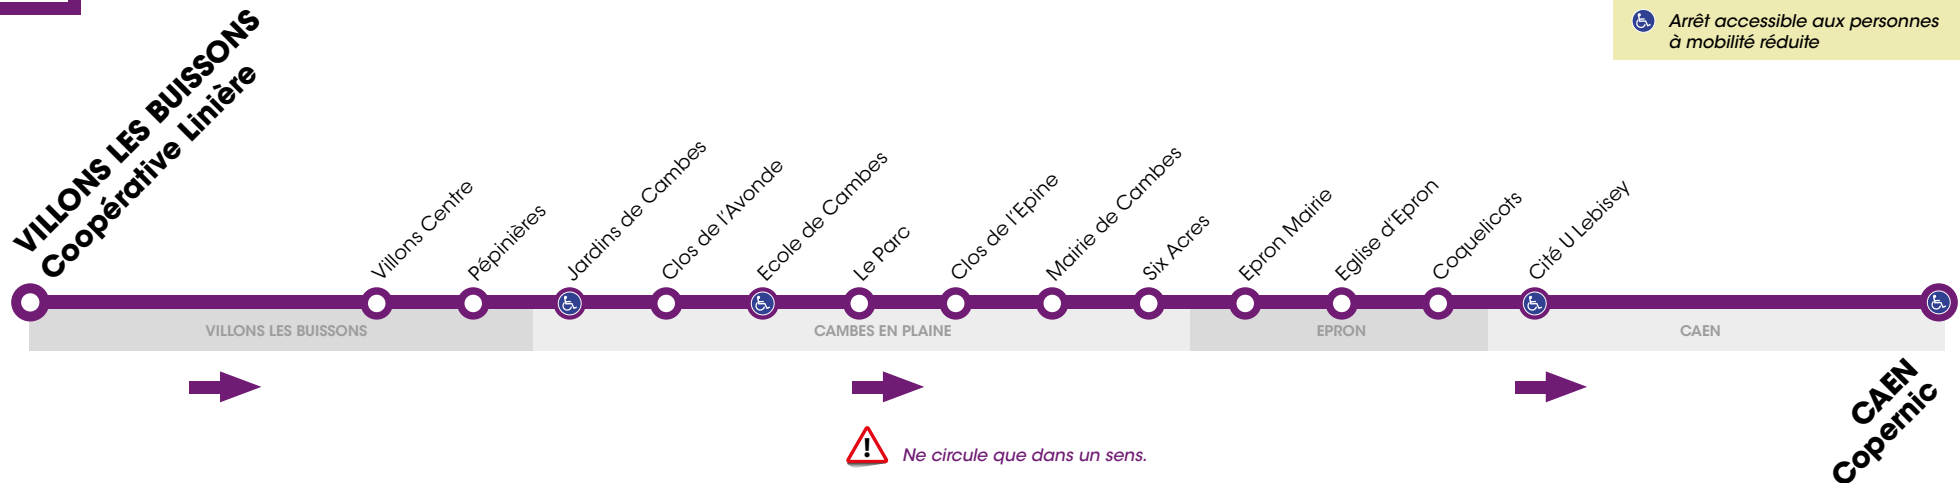 Arrêt accessible aux personnes
à mobilité réduite
VILLONS LES BUISSONS
Coopérative Linière
Villons Centre
Pépinières
Jardins de Cambes
Clos de l'Avonde
Ecole de Cambes
Le Parc
Clos de l'Epine
Mairie de Cambes
Six Acres
Epron Mairie
Eglise d'Epron
Coquelicots
Cité U Lebisey
VILLONS LES BUISSONS
CAMBES EN PLAINE
EPRON
CAEN
CAEN
Copernic
Ne circule que dans un sens.